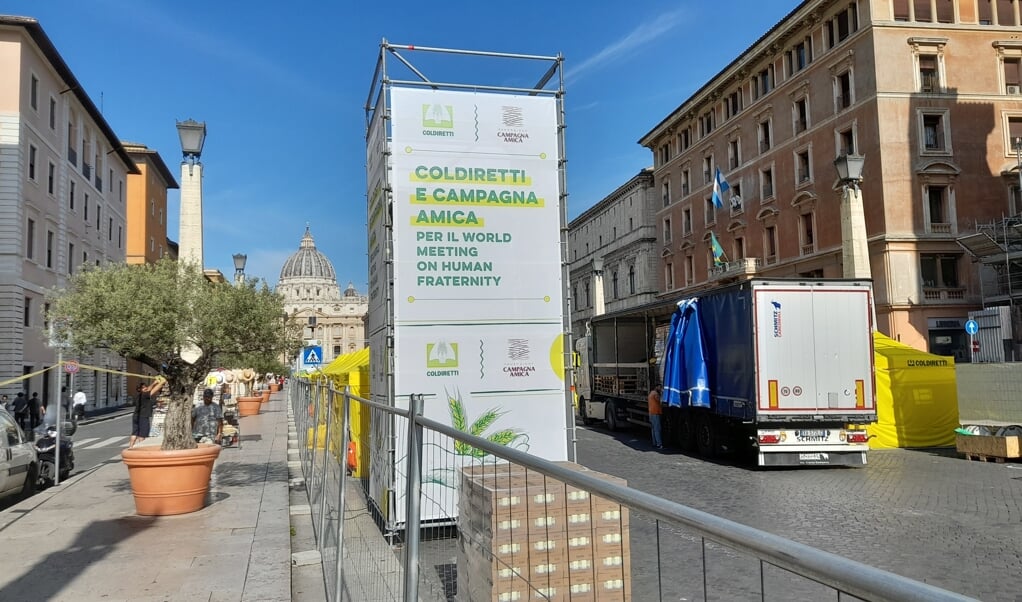 COLDIRETTI
CAMPAGNA
AMICA
COLDIRETTI
E CAMPAGNA
AMICA
PER IL WORLD
MEETING
ON HUMAN
FRATERNITY
COLDIRETTI
CAMPAGNA
AMICA
SCHMITZ
CARGOBULL
SCHMITZ
COLDIRETTI